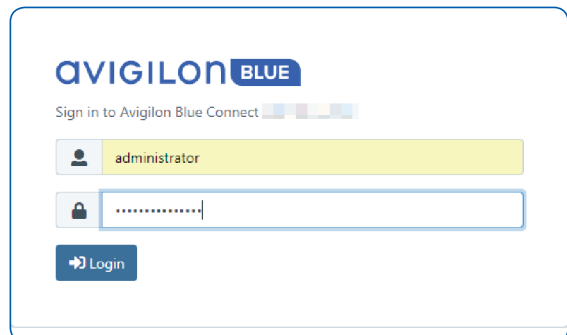 aVIGILON BLUE
Sign in to Avigilon Blue Connect
administrator
•••••••••••••••
Login